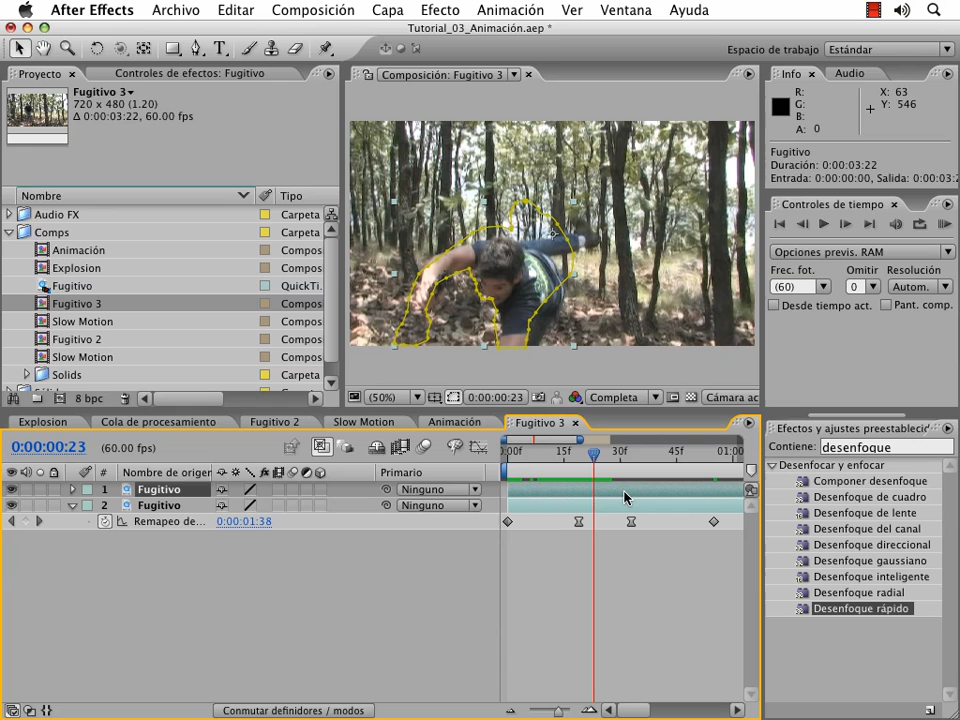 After Effects Archivo Editar Composición Capa Efecto Animación Ver Ventana Ayuda
Tutorial_03_Animación.aep *
Espacio de trabajo: Estándar
Proyecto × Controles de efectos: Fugitivo
Composición: Fugitivo 3 ×
Info × Audio
Fugitivo 3
720 x 480 (1.20)
Δ 0:00:03:22, 60.00 fps
R:
G:
B:
A: 0
X: 63
Y: 546
Fugitivo
Duración: 0:00:03:22
Entrada: 0:00:00:00, Salida: 0:00:03:2
Nombre Tipo
Audio FX Carpeta
Comps Carpeta
Animación Compos
Explosion Compos
Fugitivo QuickTi.
Fugitivo 3 Compos
Slow Motion Compos
Fugitivo 2 Compos
Slow Motion Compos
Solids Carpeta
8 bpc
(50%) 0:00:00:23 Completa Cámara ac
Controles de tiempo ×
Opciones previs. RAM
Frec. fot. Omitir Resolución
(60) 0 Autom.
Desde tiempo act. Pant. comp.
Explosion Cola de procesamiento Fugitivo 2 Slow Motion Animación Fugitivo 3 ×
0:00:00:23 (60.00 fps)
:00f 15f 30f 45f 01:00
# Nombre de origen Primario
1 Fugitivo Ninguno
2 Fugitivo Ninguno
Remapeo de... 0:00:01:38
Conmutar definidores / modos
Efectos y ajustes preestableci
Contiene: desenfoque
Desenfocar y enfocar
Componer desenfoque
Desenfoque de cuadro
Desenfoque de lente
Desenfoque del canal
Desenfoque direccional
Desenfoque gaussiano
Desenfoque inteligente
Desenfoque radial
Desenfoque rápido